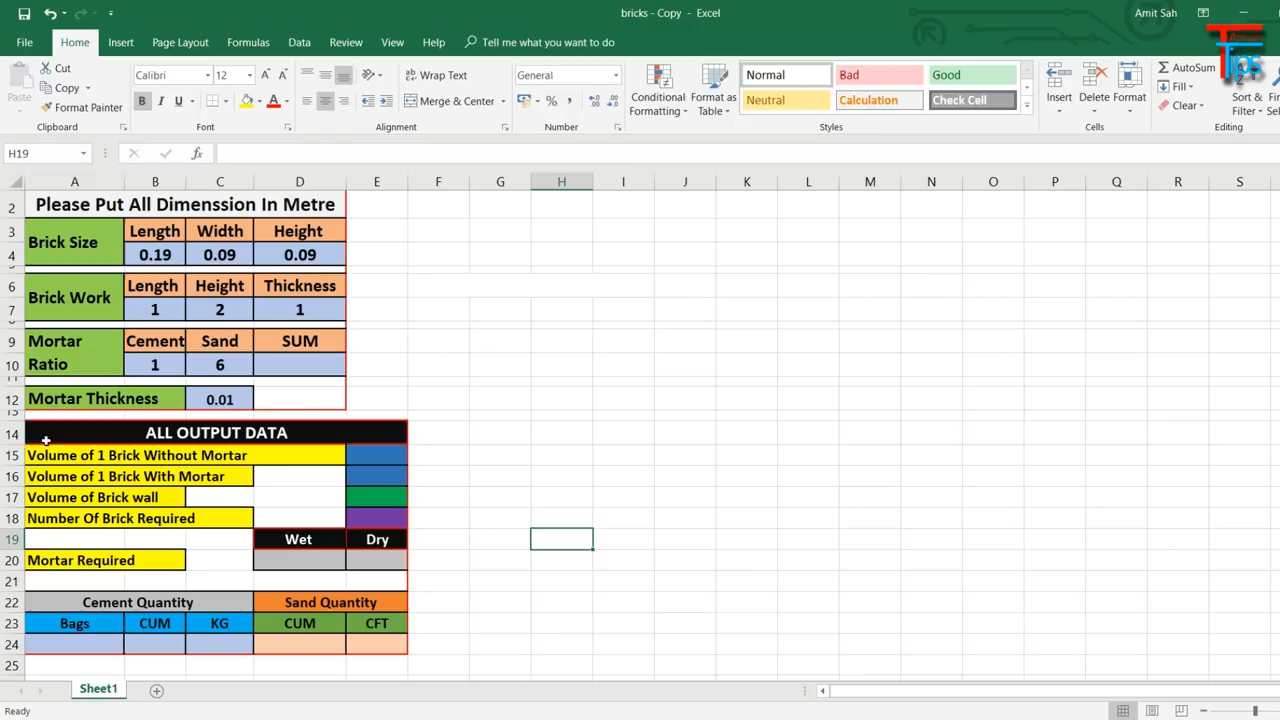 bricks - Copy - Excel
Amit Sah
File Home Insert Page Layout Formulas Data Review View Help Tell me what you want to do
Tips
Paste
Cut
Copy
Format Painter
Clipboard
Calibri 12
B I U
Font
Wrap Text
Merge & Center
Alignment
General
Number
Conditional Formatting
Format as Table
Normal Bad Good
Neutral Calculation Check Cell
Styles
Insert Delete Format
Cells
AutoSum
Fill
Clear
Sort &
Filter
Editing
H19 fx
A B C D E F G H I J K L M N O P Q R S
2 Please Put All Dimenssion In Metre
3 Brick Size Length Width Height
4 0.19 0.09 0.09
6 Brick Work Length Height Thickness
7 1 2 1
9 Mortar Ratio Cement Sand SUM
10 1 6
12 Mortar Thickness 0.01
14 ALL OUTPUT DATA
15 Volume of 1 Brick Without Mortar
16 Volume of 1 Brick With Mortar
17 Volume of Brick wall
18 Number Of Brick Required
19 Wet Dry
20 Mortar Required
21
22 Cement Quantity Sand Quantity
23 Bags CUM KG CUM CFT
24
25
Sheet1
Ready